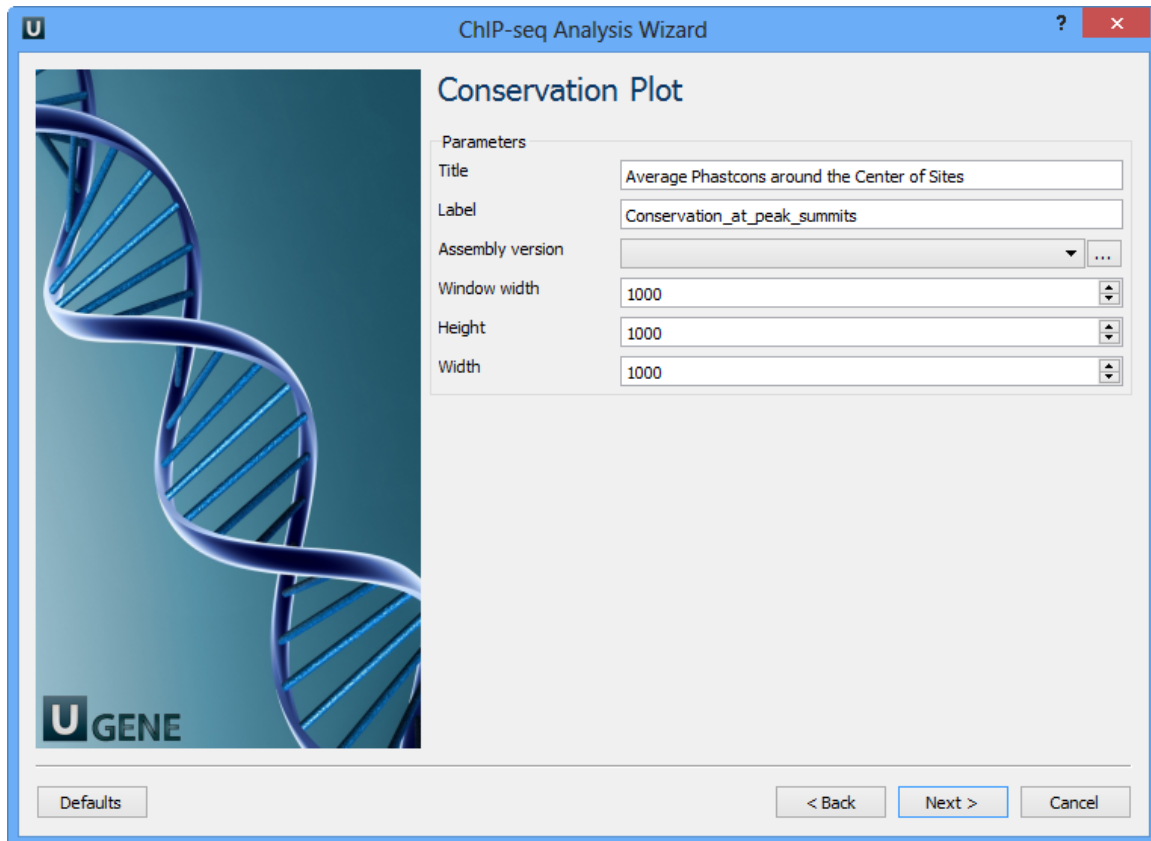 U
ChIP-seq Analysis Wizard
?
×
Conservation Plot
Parameters
Title
Average Phastcons around the Center of Sites
Label
Conservation_at_peak_summits
Assembly version
...
Window width
1000
Height
1000
Width
1000
U GENE
Defaults
< Back
Next >
Cancel